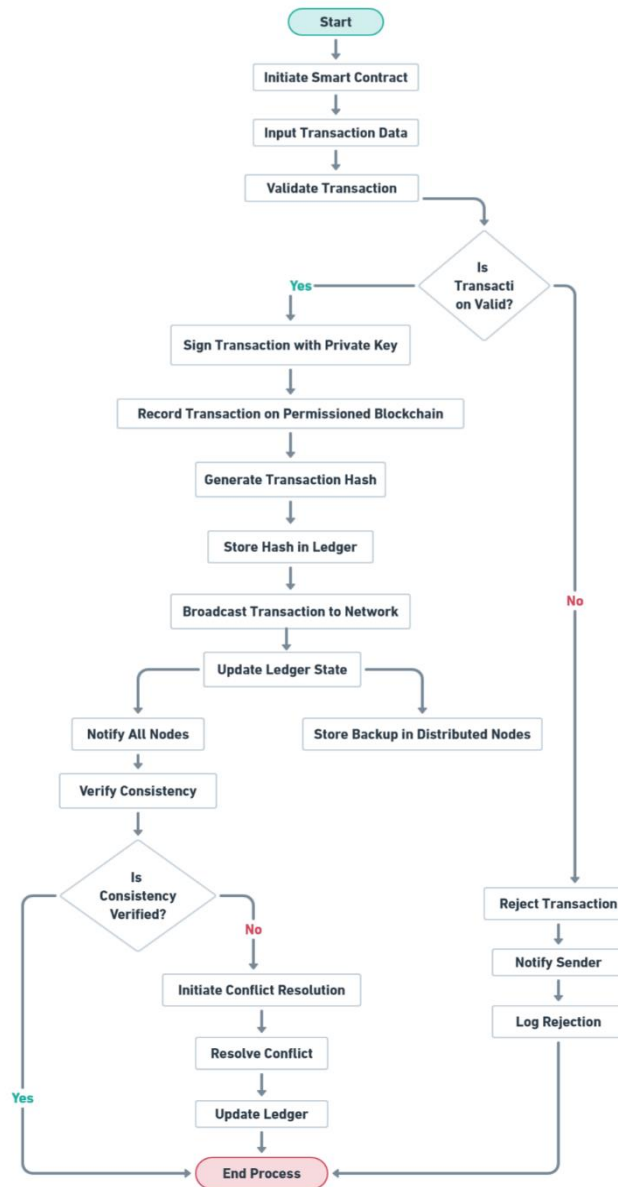 Start
Initiate Smart Contract
Input Transaction Data
Validate Transaction
Is
Transacti
on Valid?
Yes
Sign Transaction with Private Key
Record Transaction on Permissioned Blockchain
Generate Transaction Hash
Store Hash in Ledger
No
Broadcast Transaction to Network
Update Ledger State
Notify All Nodes
Store Backup in Distributed Nodes
Verify Consistency
Is
Consistency
Verified?
Reject Transaction
No
Notify Sender
Initiate Conflict Resolution
Log Rejection
Resolve Conflict
Yes
Update Ledger
End Process